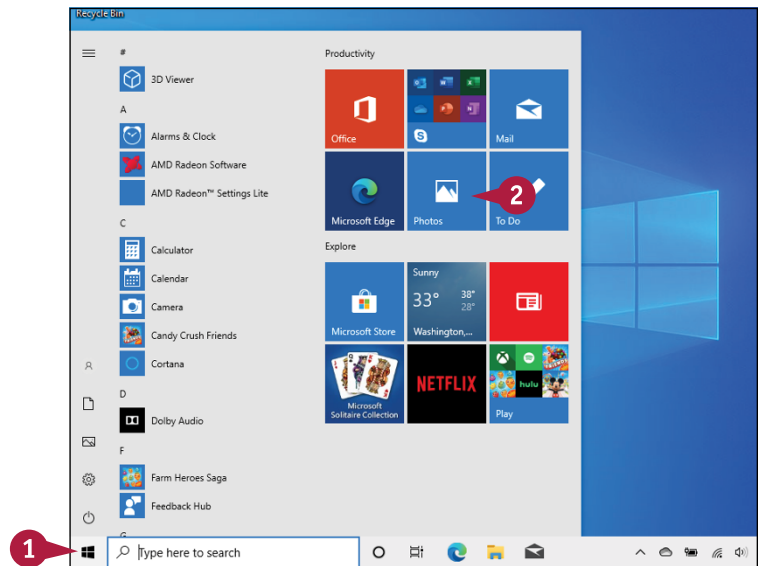 Recycle Bin
#
3D Viewer
A
Alarms & Clock
AMD Radeon Software
AMD Radeon™ Settings Lite
C
Calculator
Calendar
Camera
Candy Crush Friends
Cortana
D
Dolby Audio
F
Farm Heroes Saga
Feedback Hub
Productivity
Office
Mail
Microsoft Edge
Photos
2
To Do
Explore
Microsoft Store
Sunny
33°
38°
28°
Washington,...
Microsoft
Solitaire Collection
NETFLIX
hulu
Play
1
Type here to search